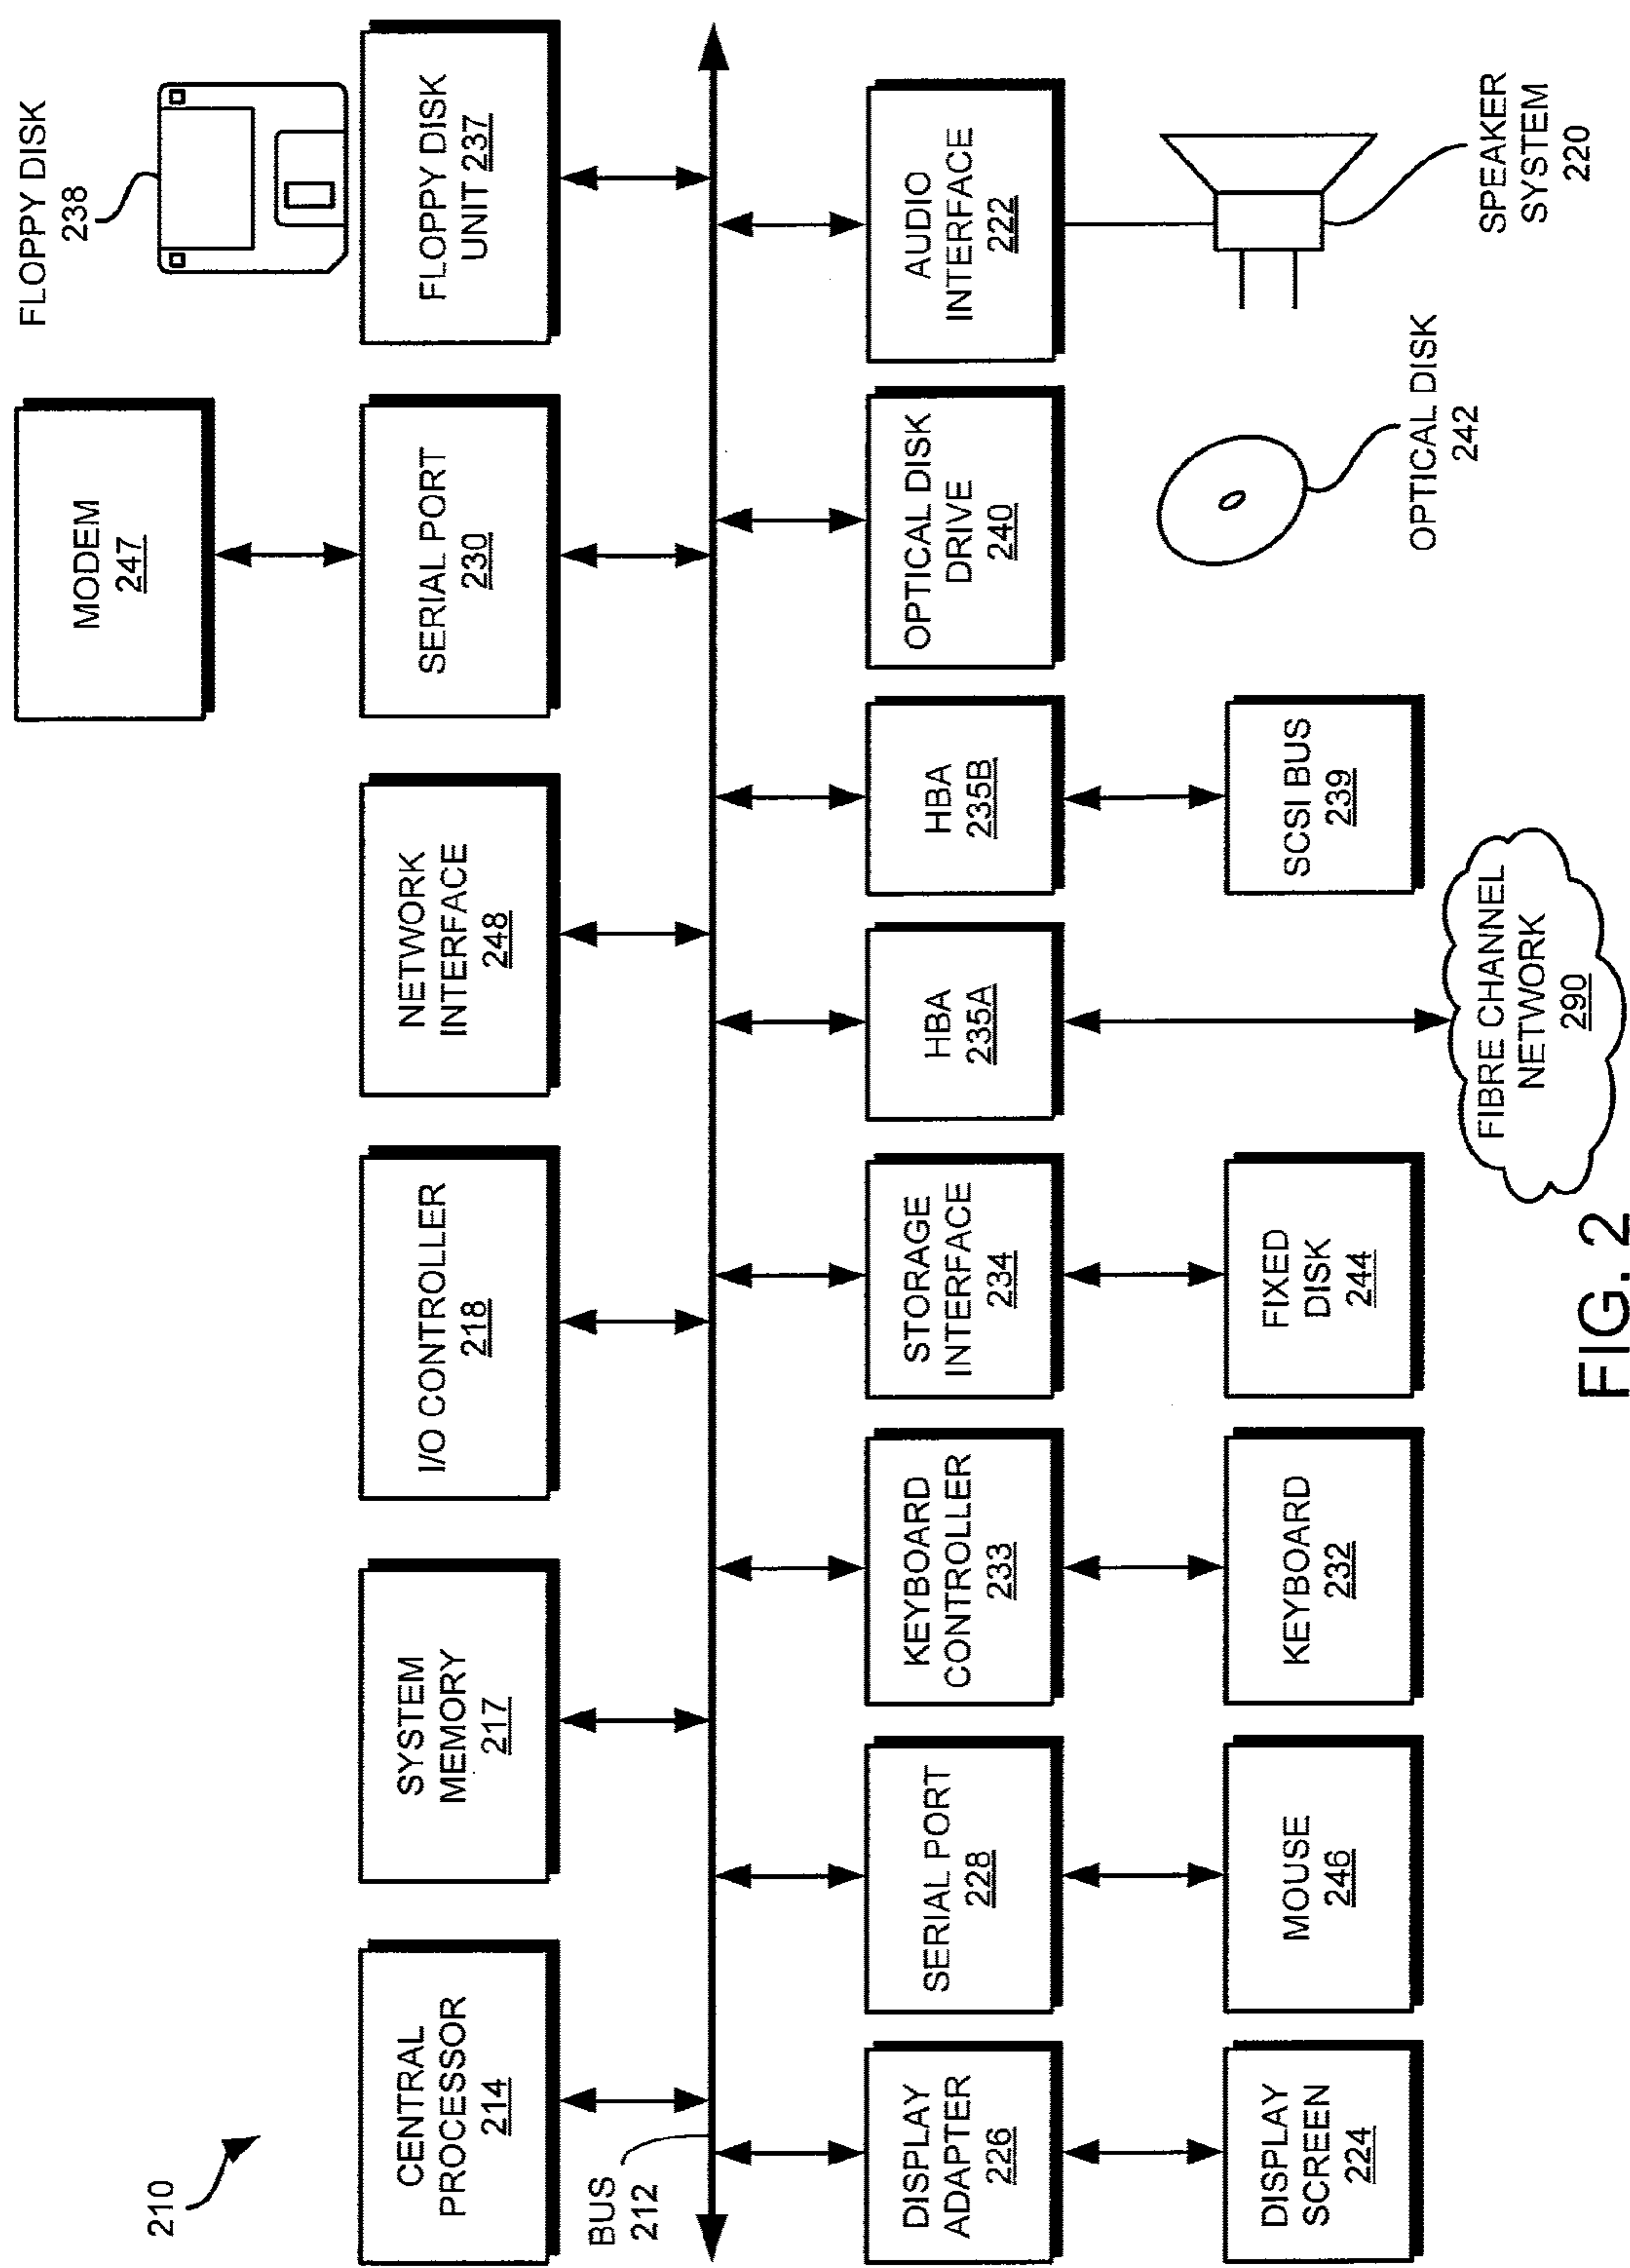 210
CENTRAL
PROCESSOR
214
SYSTEM
MEMORY
217
I/O CONTROLLER
218
NETWORK
INTERFACE
248
MODEM
247
SERIAL PORT
230
FLOPPY DISK
238
FLOPPY DISK
UNIT 237
BUS
212
DISPLAY
ADAPTER
226
SERIAL PORT
228
KEYBOARD
CONTROLLER
233
STORAGE
INTERFACE
234
HBA
235A
HBA
235B
OPTICAL DISK
DRIVE
240
AUDIO
INTERFACE
222
DISPLAY
SCREEN
224
MOUSE
246
KEYBOARD
232
FIXED
DISK
244
SCSI BUS
239
OPTICAL DISK
242
SPEAKER
SYSTEM
220
FIBRE CHANNEL
NETWORK
290
FIG. 2